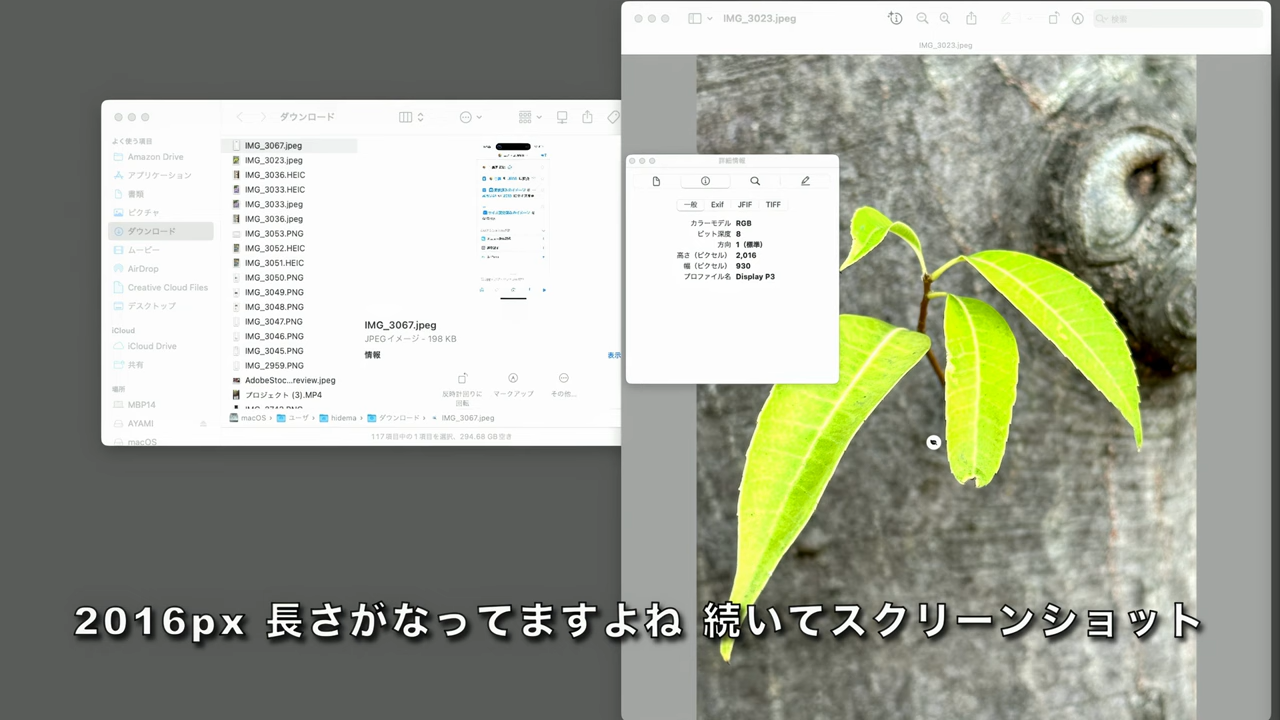 IMG_3023.jpeg
検索
IMG_3023.jpeg
ダウンロード
よく使う項目
Amazon Drive
アプリケーション
書類
ピクチャ
ダウンロード
ムービー
AirDrop
Creative Cloud Files
デスクトップ
iCloud
iCloud Drive
共有
場所
MBP14
AYAMI
macOS
IMG_3067.jpeg
IMG_3023.jpeg
IMG_3036.HEIC
IMG_3033.HEIC
IMG_3033.jpeg
IMG_3036.jpeg
IMG_3053.PNG
IMG_3052.HEIC
IMG_3051.HEIC
IMG_3050.PNG
IMG_3049.PNG
IMG_3048.PNG
IMG_3047.PNG
IMG_3046.PNG
IMG_3045.PNG
IMG_2959.PNG
AdobeStoc...review.jpeg
プロジェクト (3).MP4
IMG_3067.jpeg
JPEGイメージ - 198 KB
情報
表示
反時計回りに
回転
マークアップ
その他...
macOS › ユーザ › hidema › ダウンロード › IMG_3067.jpeg
117項目中の1項目を選択、294.68 GB空き
詳細情報
一般 Exif JFIF TIFF
カラーモデル RGB
ビット深度 8
方向 1（標準）
高さ（ピクセル） 2,016
幅（ピクセル） 930
プロファイル名 Display P3
2016px 長さがなってますよね 続いてスクリーンショット